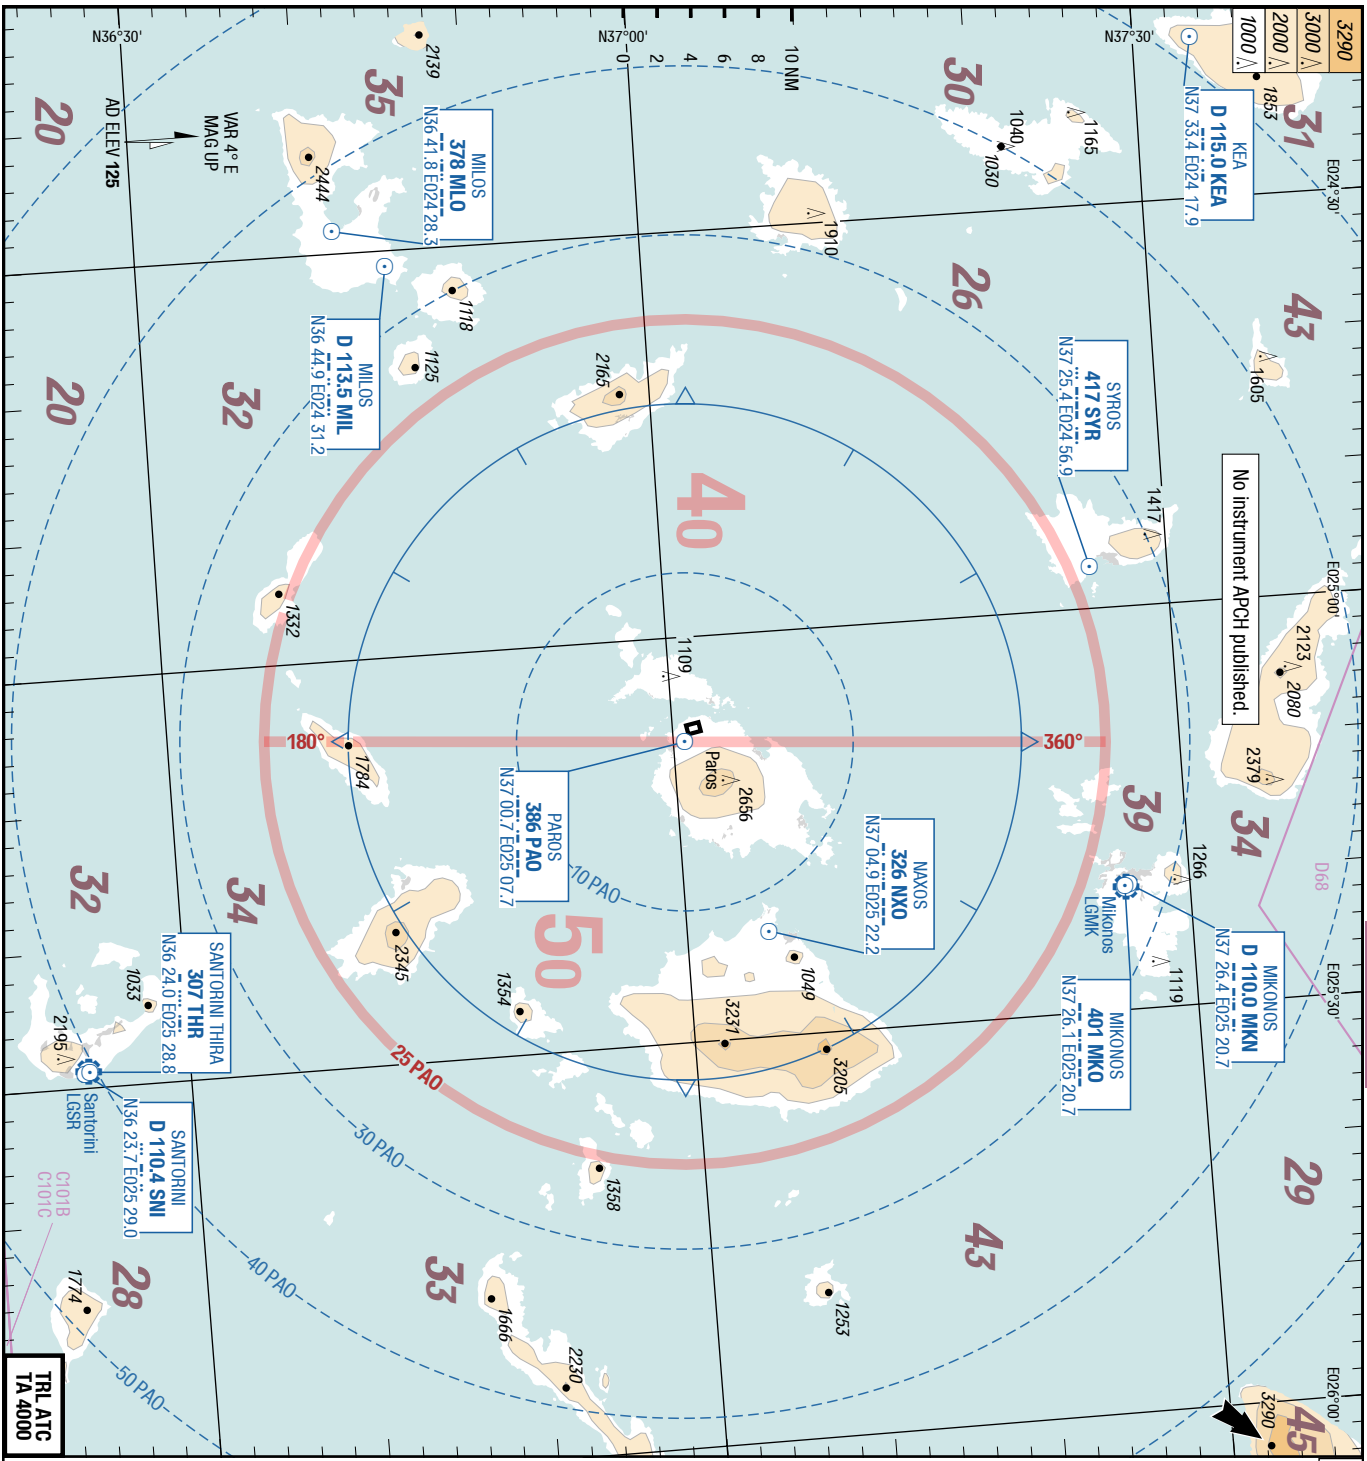 3290
3000
2000
1000
N36°30'
N37°00'
N37°30'
E024°30'
E025°00'
E025°30'
E026°00'
10 NM
8
6
4
2
0
VAR 4° E
MAG UP
AD ELEV 125
KEA
D 115.0 KEA
N37 33.4 E024 17.9
MILOS
378 MLO
N36 41.8 E024 28.3
MILOS
D 113.5 MIL
N36 44.9 E024 31.2
SYROS
417 SYR
N37 25.4 E024 56.9
No instrument APCH published.
PAROS
386 PAO
N37 00.7 E025 07.7
NAXOS
326 NXO
N37 04.9 E025 22.2
MIKONOS
D 110.0 MKN
N37 26.4 E025 20.7
MIKONOS
401 MKO
N37 26.1 E025 20.7
Mikonos
LGMK
SANTORINI THIRA
307 THR
N36 24.0 E025 28.8
SANTORINI
D 110.4 SNI
N36 23.7 E025 29.0
Santorini
LGSR
Paros
D68
C101B
C101C
180°
360°
10 PAO
25 PAO
30 PAO
40 PAO
50 PAO
31
30
35
20
43
26
32
20
40
50
39
34
34
32
29
43
33
28
45
1853
2139
2444
1040
1030
1165
1910
1118
1125
2165
1605
1417
1332
1109
2123
2080
2379
1784
2656
1266
1119
2345
1354
1049
3231
3205
1033
2195
1358
1253
1666
2230
1774
3290
TRL ATC
TA 4000